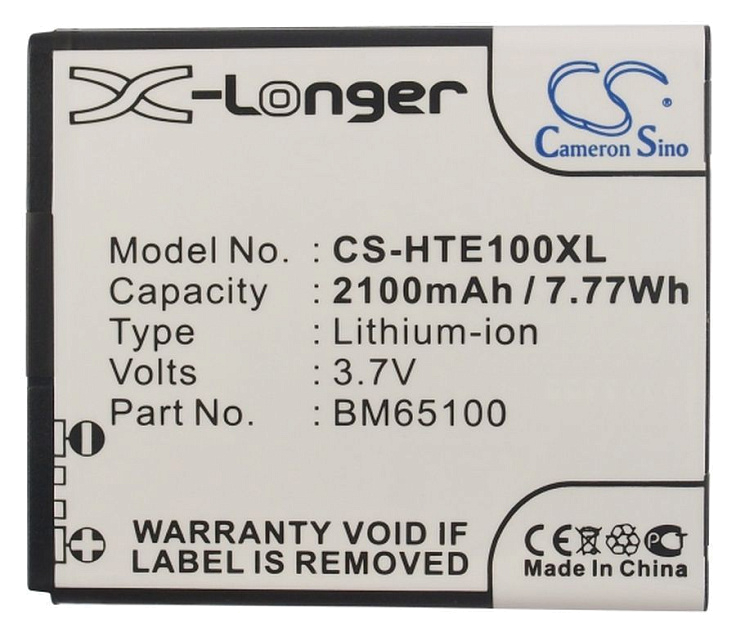 X-Longer
CS
Cameron Sino
Model No. : CS-HTE100XL
Capacity : 2100mAh / 7.77Wh
Type : Lithium-ion
Volts : 3.7V
Part No. : BM65100
WARRANTY VOID IF
LABEL IS REMOVED
CE
Made In China